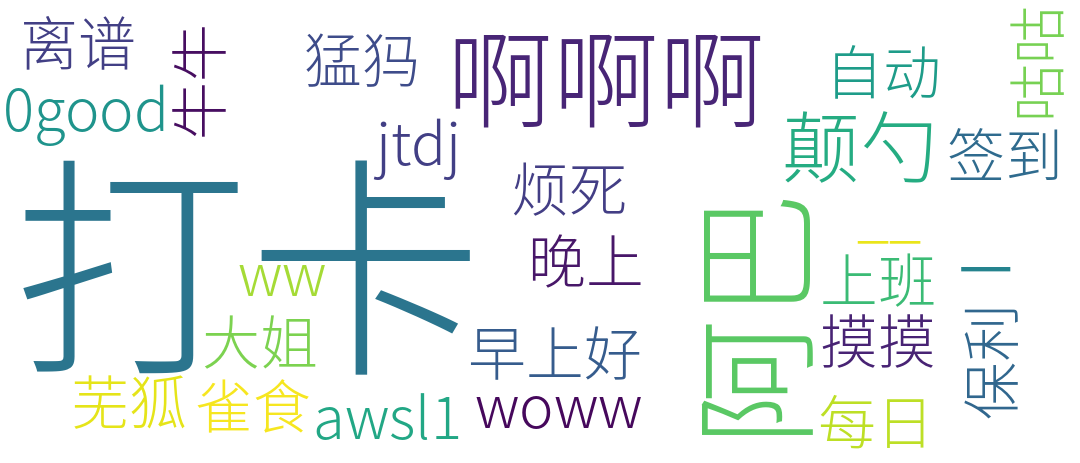 离谱
牛牛
猛犸
啊啊啊
自动
咕咕
0good
jtdj
颠勺
签到
打卡
烦死
晚上
阿巴
一一
上班
保利一
ww
大姐
早上好
摸摸
芜狐
雀食
awsl1
woww
每日